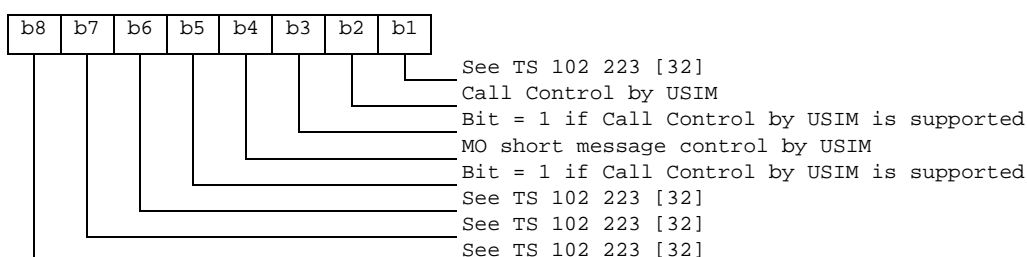 b8 b7 b6 b5 b4 b3 b2 b1
See TS 102 223 [32]
Call Control by USIM
Bit = 1 if Call Control by USIM is supported
MO short message control by USIM
Bit = 1 if Call Control by USIM is supported
See TS 102 223 [32]
See TS 102 223 [32]
See TS 102 223 [32]